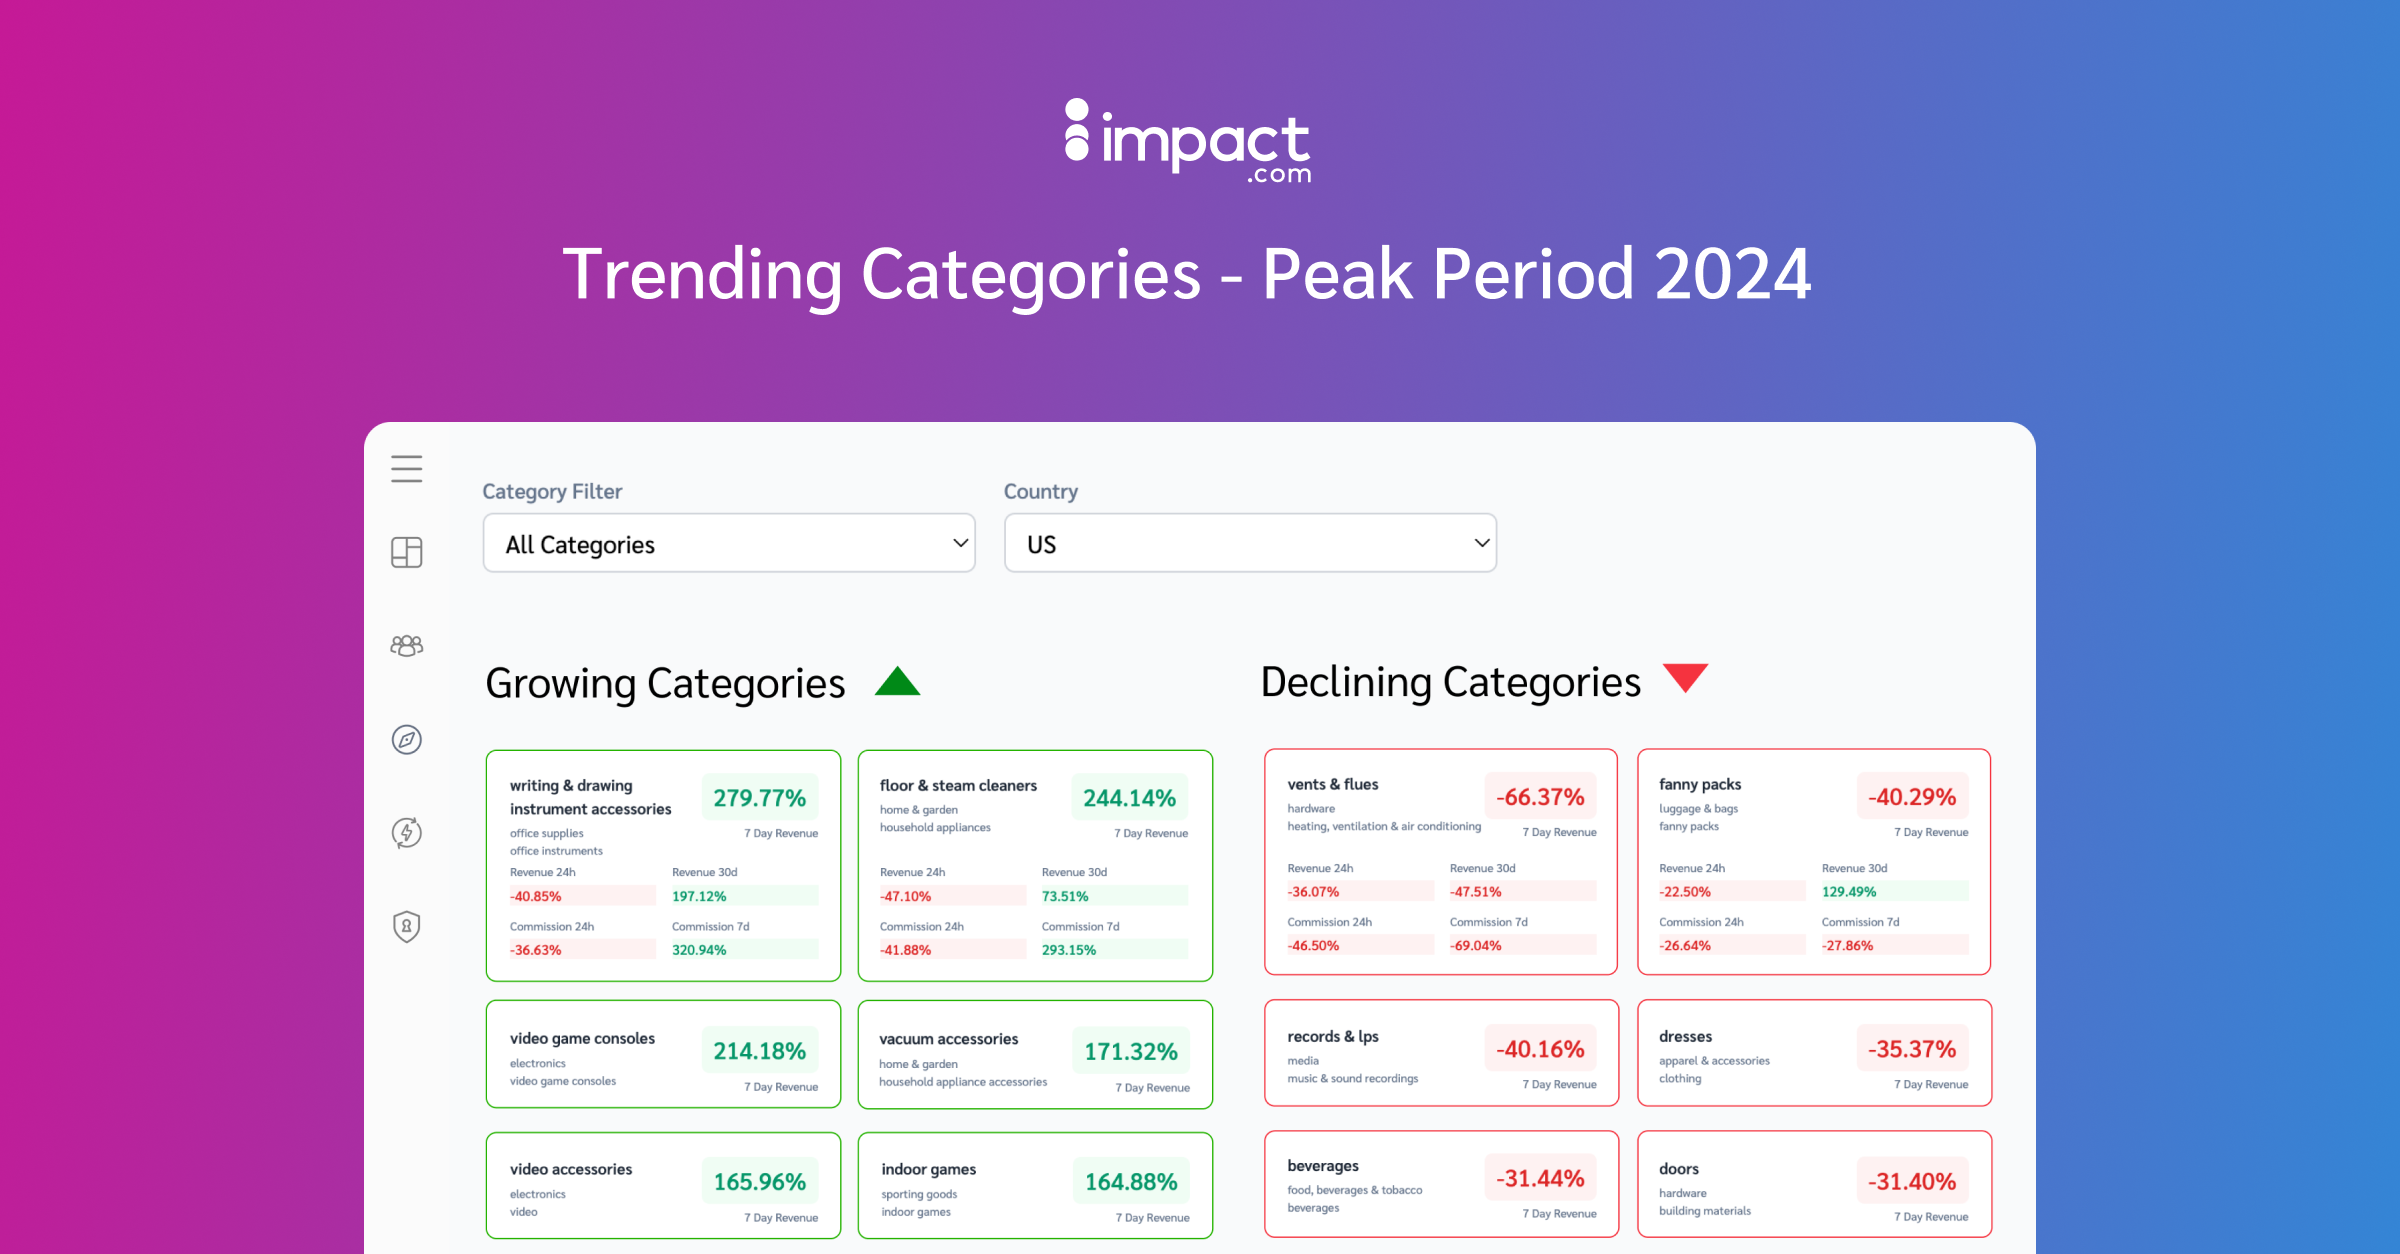 impact
.com
Trending Categories - Peak Period 2024
Category Filter
All Categories
Country
US
Growing Categories
writing & drawing
instrument accessories
office supplies
office instruments
279.77%
7 Day Revenue
Revenue 24h
-40.85%
Revenue 30d
197.12%
Commission 24h
-36.63%
Commission 7d
320.94%
floor & steam cleaners
home & garden
household appliances
244.14%
7 Day Revenue
Revenue 24h
-47.10%
Revenue 30d
73.51%
Commission 24h
-41.88%
Commission 7d
293.15%
video game consoles
electronics
video game consoles
214.18%
7 Day Revenue
vacuum accessories
home & garden
household appliance accessories
171.32%
7 Day Revenue
video accessories
electronics
video
165.96%
7 Day Revenue
indoor games
sporting goods
indoor games
164.88%
7 Day Revenue
Declining Categories
vents & flues
hardware
heating, ventilation & air conditioning
-66.37%
7 Day Revenue
Revenue 24h
-36.07%
Revenue 30d
-47.51%
Commission 24h
-46.50%
Commission 7d
-69.04%
fanny packs
luggage & bags
fanny packs
-40.29%
7 Day Revenue
Revenue 24h
-22.50%
Revenue 30d
129.49%
Commission 24h
-26.64%
Commission 7d
-27.86%
records & lps
media
music & sound recordings
-40.16%
7 Day Revenue
dresses
apparel & accessories
clothing
-35.37%
7 Day Revenue
beverages
food, beverages & tobacco
beverages
-31.44%
7 Day Revenue
doors
hardware
building materials
-31.40%
7 Day Revenue